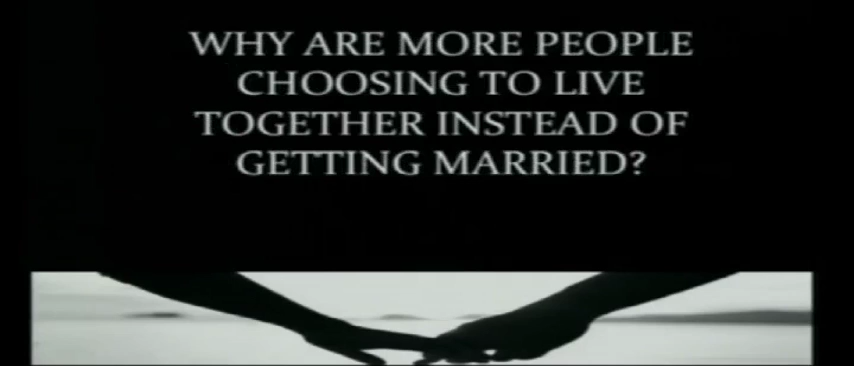 WHY ARE MORE PEOPLE
CHOOSING TO LIVE
TOGETHER INSTEAD OF
GETTING MARRIED?